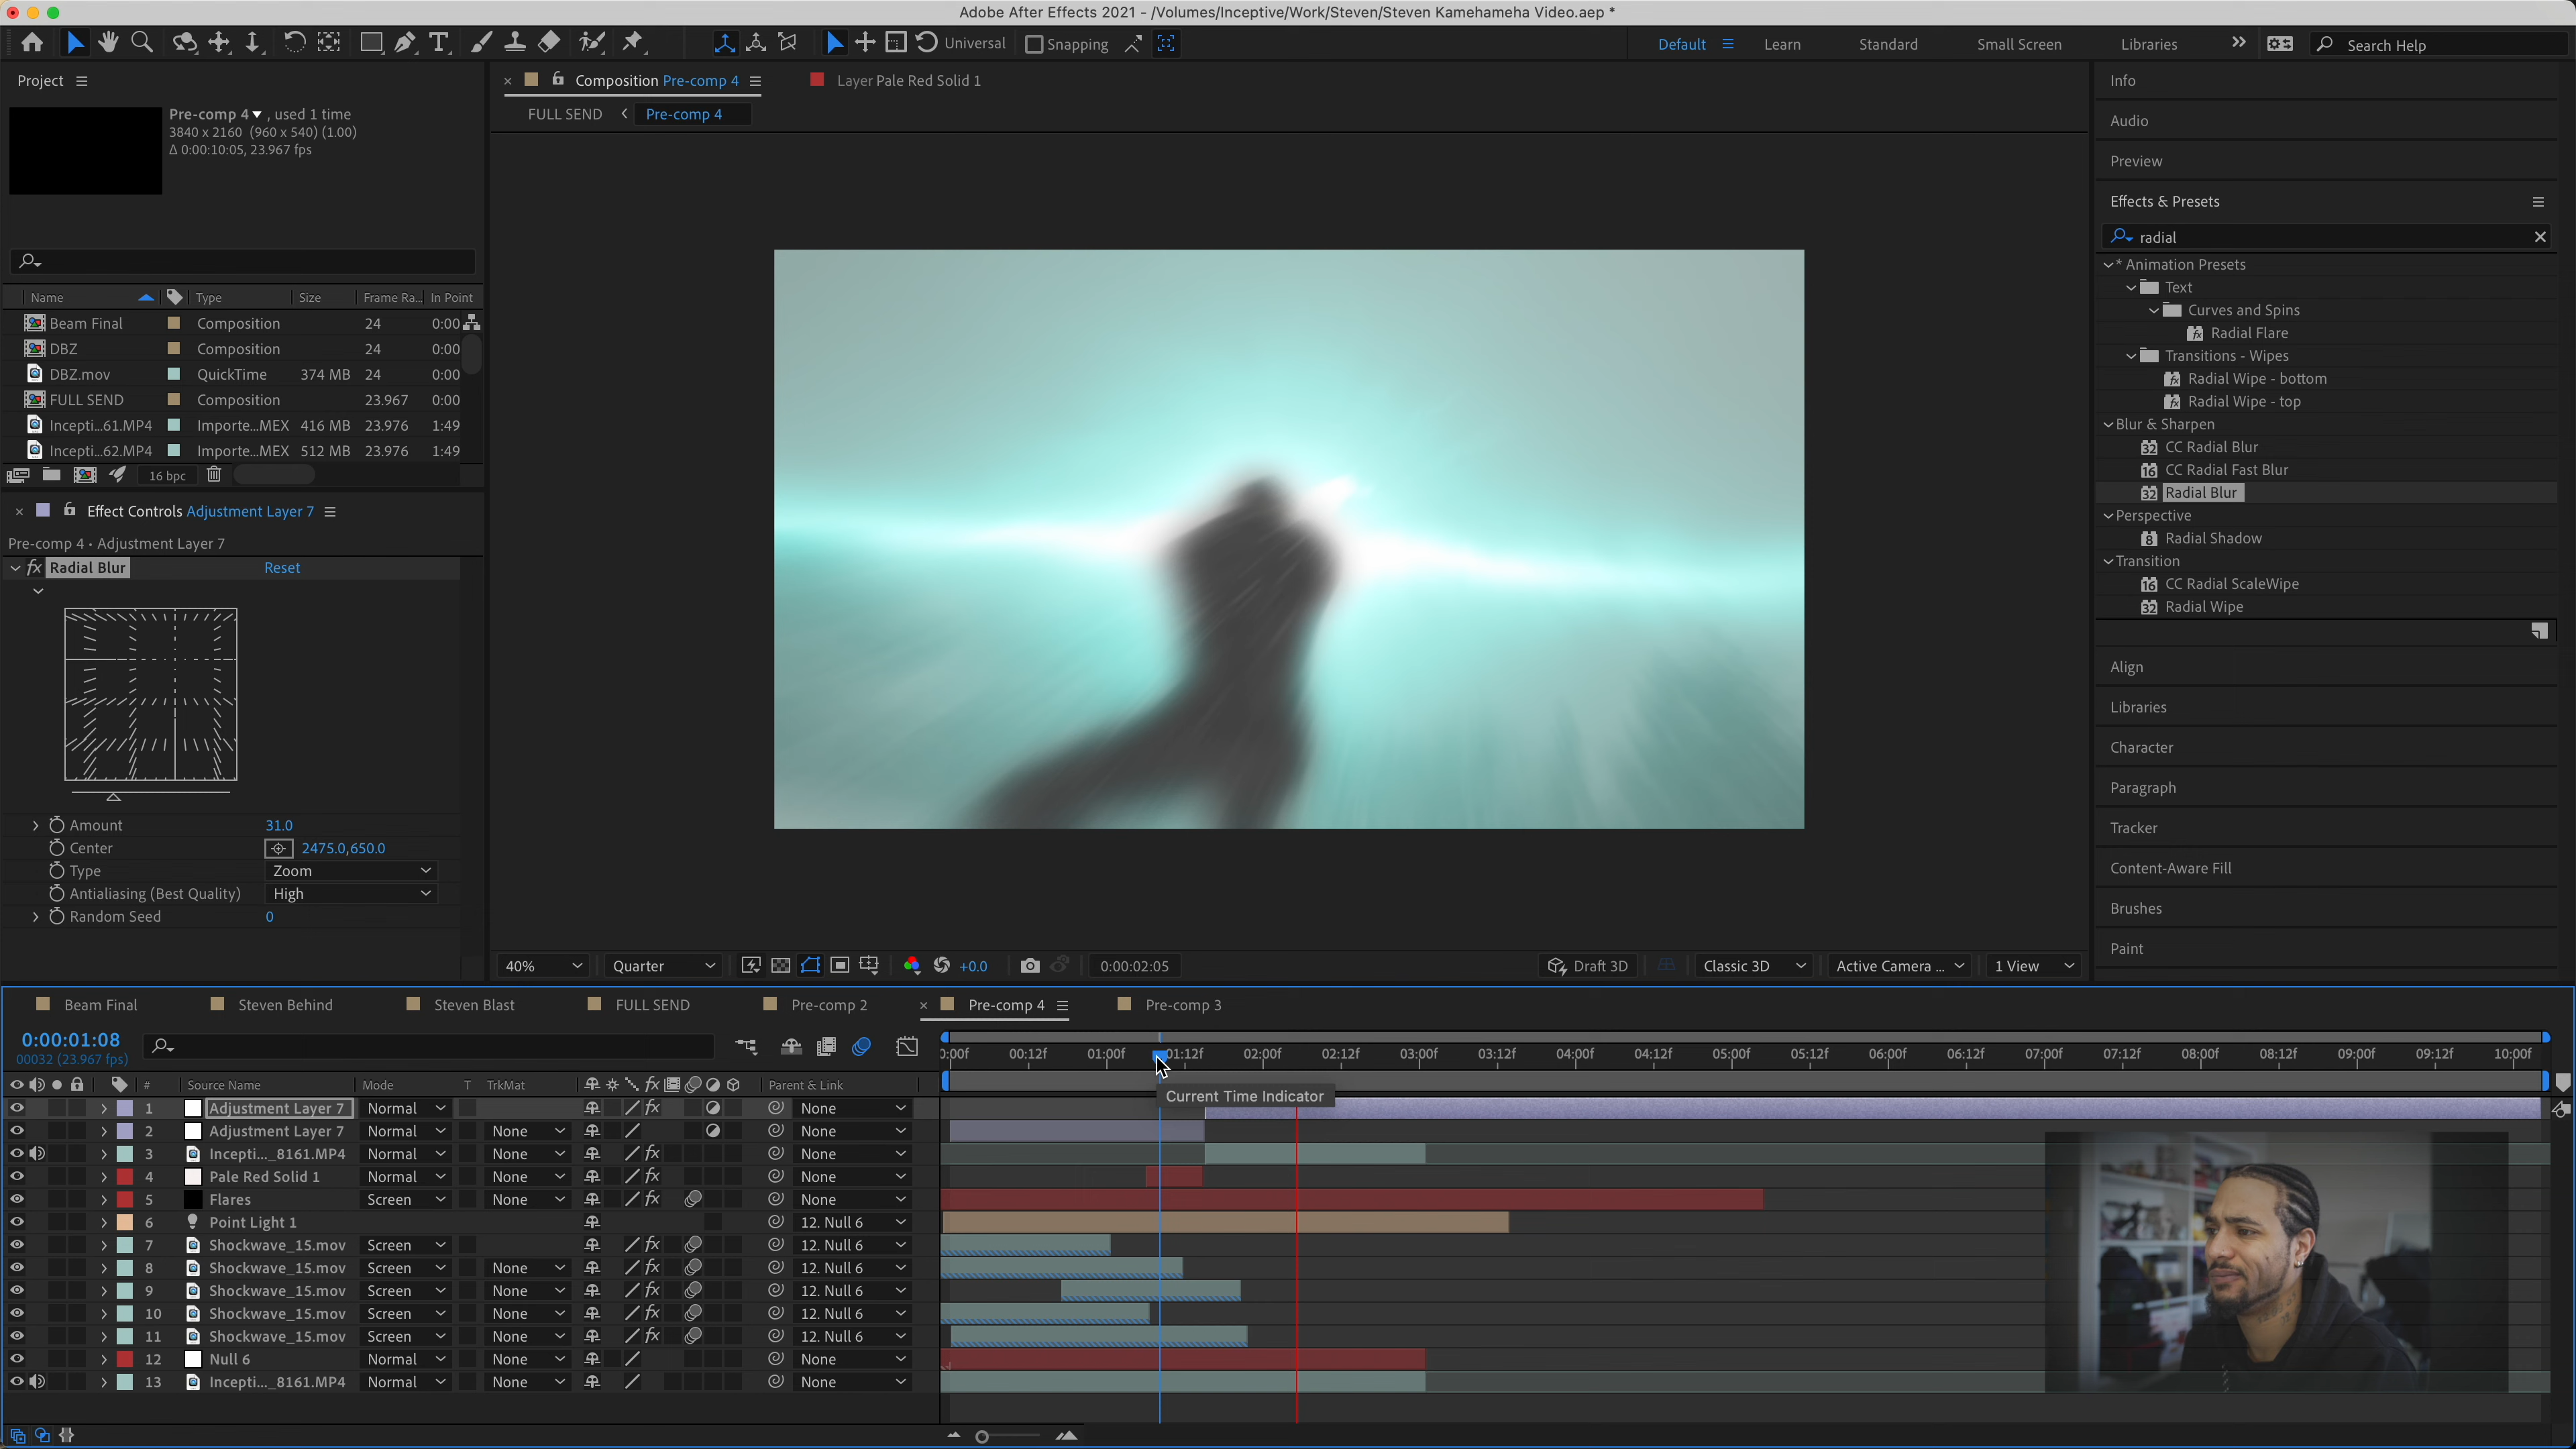 Adobe After Effects 2021 - /Volumes/Inceptive/Work/Steven/Steven Kamehameha Video.aep *
Universal
Snapping
Default
Learn
Standard
Small Screen
Libraries
Search Help
Project
Pre-comp 4 , used 1 time
3840 x 2160 (960 x 540) (1.00)
Δ 0:00:10:05, 23.967 fps
Name Type Size Frame Ra... In Point
Beam Final Composition 24 0:00
DBZ Composition 24 0:00
DBZ.mov QuickTime 374 MB 24 0:00
FULL SEND Composition 23.967 0:00
Incepti...61.MP4 Importe...MEX 416 MB 23.976 1:49
Incepti...62.MP4 Importe...MEX 512 MB 23.976 1:49
16 bpc
Effect Controls Adjustment Layer 7
Pre-comp 4 • Adjustment Layer 7
fx Radial Blur Reset
Amount 31.0
Center 2475.0,650.0
Type Zoom
Antialiasing (Best Quality) High
Random Seed 0
Composition Pre-comp 4
Layer Pale Red Solid 1
FULL SEND Pre-comp 4
40% Quarter +0.0 0:00:02:05 Draft 3D Classic 3D Active Camera ... 1 View
Info
Audio
Preview
Effects & Presets
radial
* Animation Presets
Text
Curves and Spins
Radial Flare
Transitions - Wipes
Radial Wipe - bottom
Radial Wipe - top
Blur & Sharpen
32 CC Radial Blur
16 CC Radial Fast Blur
32 Radial Blur
Perspective
8 Radial Shadow
Transition
16 CC Radial ScaleWipe
32 Radial Wipe
Align
Libraries
Character
Paragraph
Tracker
Content-Aware Fill
Brushes
Paint
Beam Final Steven Behind Steven Blast FULL SEND Pre-comp 2 Pre-comp 4 Pre-comp 3
0:00:01:08
00032 (23.967 fps)
:00f 00:12f 01:00f 01:12f 02:00f 02:12f 03:00f 03:12f 04:00f 04:12f 05:00f 05:12f 06:00f 06:12f 07:00f 07:12f 08:00f 08:12f 09:00f 09:12f 10:00f
# Source Name Mode T TrkMat fx Parent & Link
Current Time Indicator
1 Adjustment Layer 7 Normal fx None
2 Adjustment Layer 7 Normal None None
3 Incepti..._8161.MP4 Normal None fx None
4 Pale Red Solid 1 Normal None fx None
5 Flares Screen None fx None
6 Point Light 1 12. Null 6
7 Shockwave_15.mov Screen fx 12. Null 6
8 Shockwave_15.mov Screen None fx 12. Null 6
9 Shockwave_15.mov Screen None fx 12. Null 6
10 Shockwave_15.mov Screen None fx 12. Null 6
11 Shockwave_15.mov Screen None fx 12. Null 6
12 Null 6 Normal None None
13 Incepti..._8161.MP4 Normal None None